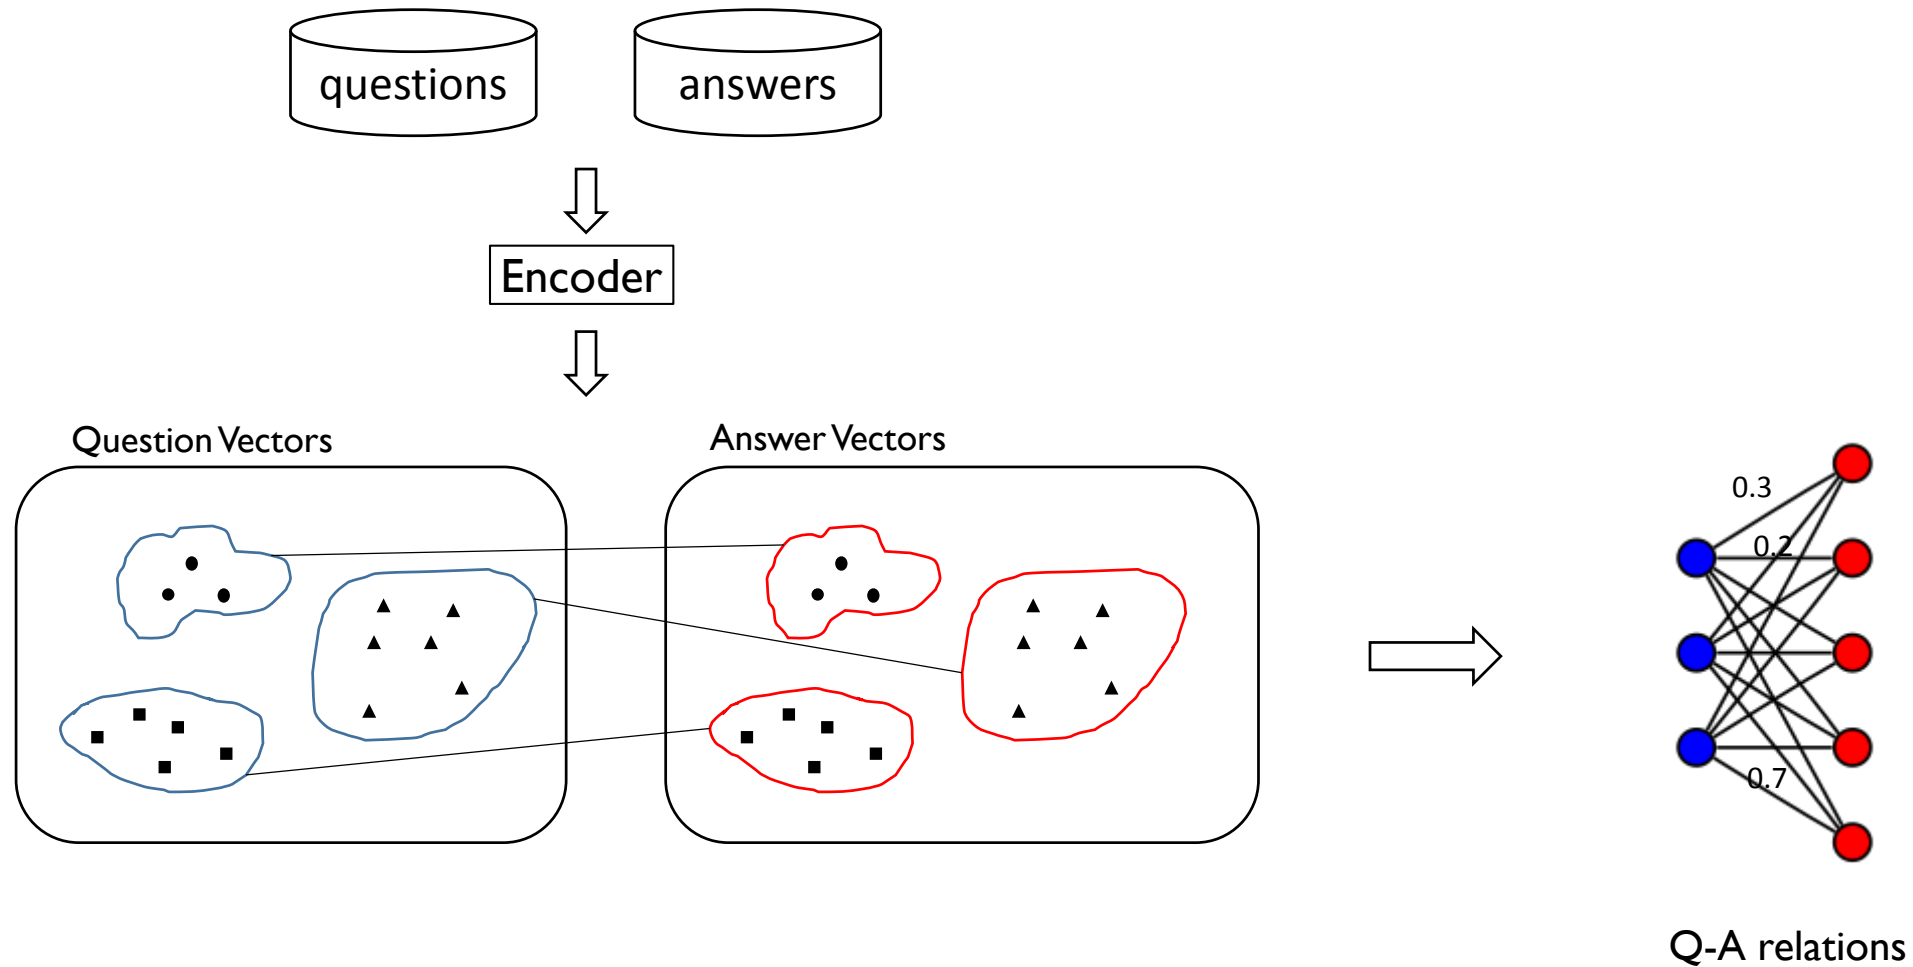 questions
answers
Encoder
Question Vectors
Answer Vectors
0.3
0.2
0.7
Q-A relations